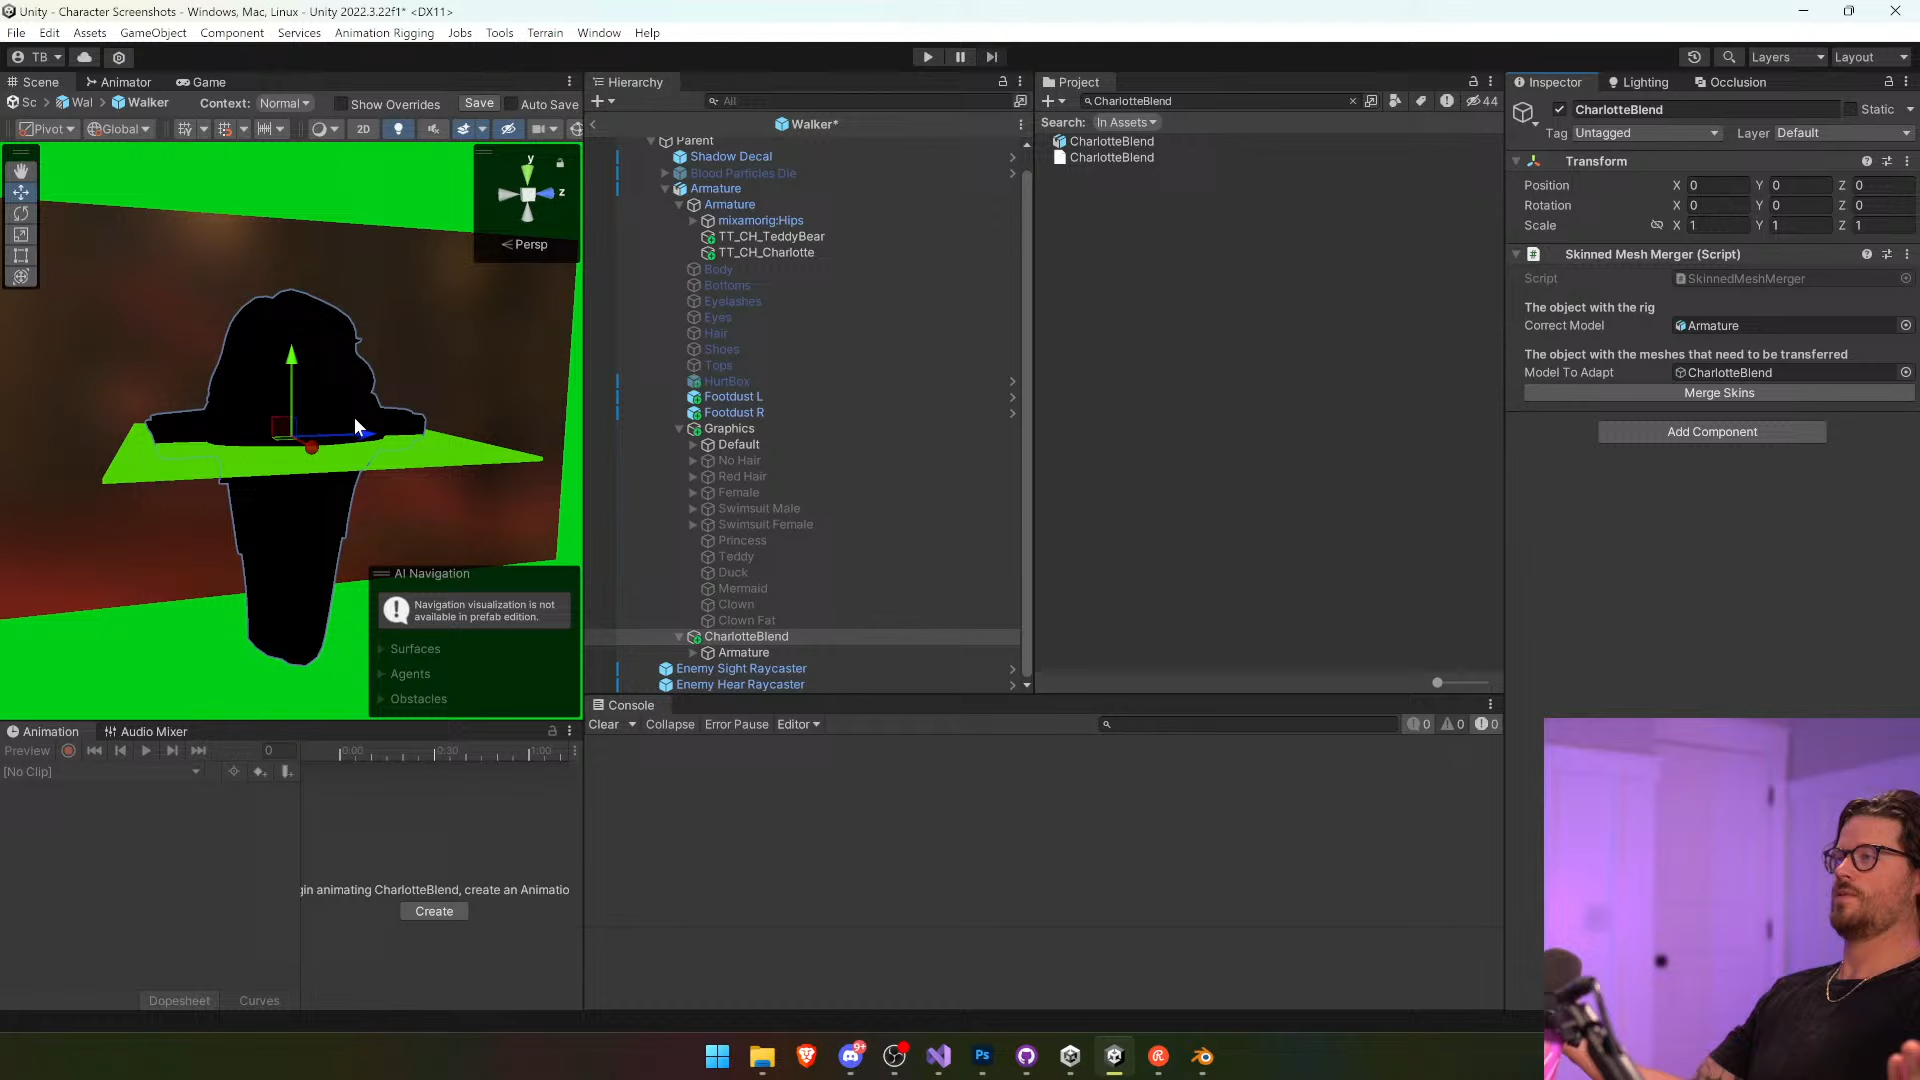 Unity - Character Screenshots - Windows, Mac, Linux - Unity 2022.3.22f1* <DX11>
File Edit Assets GameObject Component Services Animation Rigging Jobs Tools Terrain Window Help
TB Layers Layout
Scene Animator Game
Sc Wal Walker Context: Normal Show Overrides Save Auto Save
Pivot Global 2D
y
z
Persp
AI Navigation
Navigation visualization is not
available in prefab edition.
Surfaces
Agents
Obstacles
Hierarchy
All
Walker*
Parent
Shadow Decal
Blood Particles Die
Armature
Armature
mixamorig:Hips
TT_CH_TeddyBear
TT_CH_Charlotte
Body
Bottoms
Eyelashes
Eyes
Hair
Shoes
Tops
HurtBox
Footdust L
Footdust R
Graphics
Default
No Hair
Red Hair
Female
Swimsuit Male
Swimsuit Female
Princess
Teddy
Duck
Mermaid
Clown
Clown Fat
CharlotteBlend
Armature
Enemy Sight Raycaster
Enemy Hear Raycaster
Project
CharlotteBlend 44
Search: In Assets
CharlotteBlend
CharlotteBlend
Inspector Lighting Occlusion
CharlotteBlend Static
Tag Untagged Layer Default
Transform
Position X 0 Y 0 Z 0
Rotation X 0 Y 0 Z 0
Scale X 1 Y 1 Z 1
Skinned Mesh Merger (Script)
Script SkinnedMeshMerger
The object with the rig
Correct Model Armature
The object with the meshes that need to be transferred
Model To Adapt CharlotteBlend
Merge Skins
Add Component
Console
Clear Collapse Error Pause Editor 0 0 0
Animation Audio Mixer
Preview 0 0:00 0:30 1:00
[No Clip]
gin animating CharlotteBlend, create an Animatio
Create
Dopesheet Curves
9+
Ps